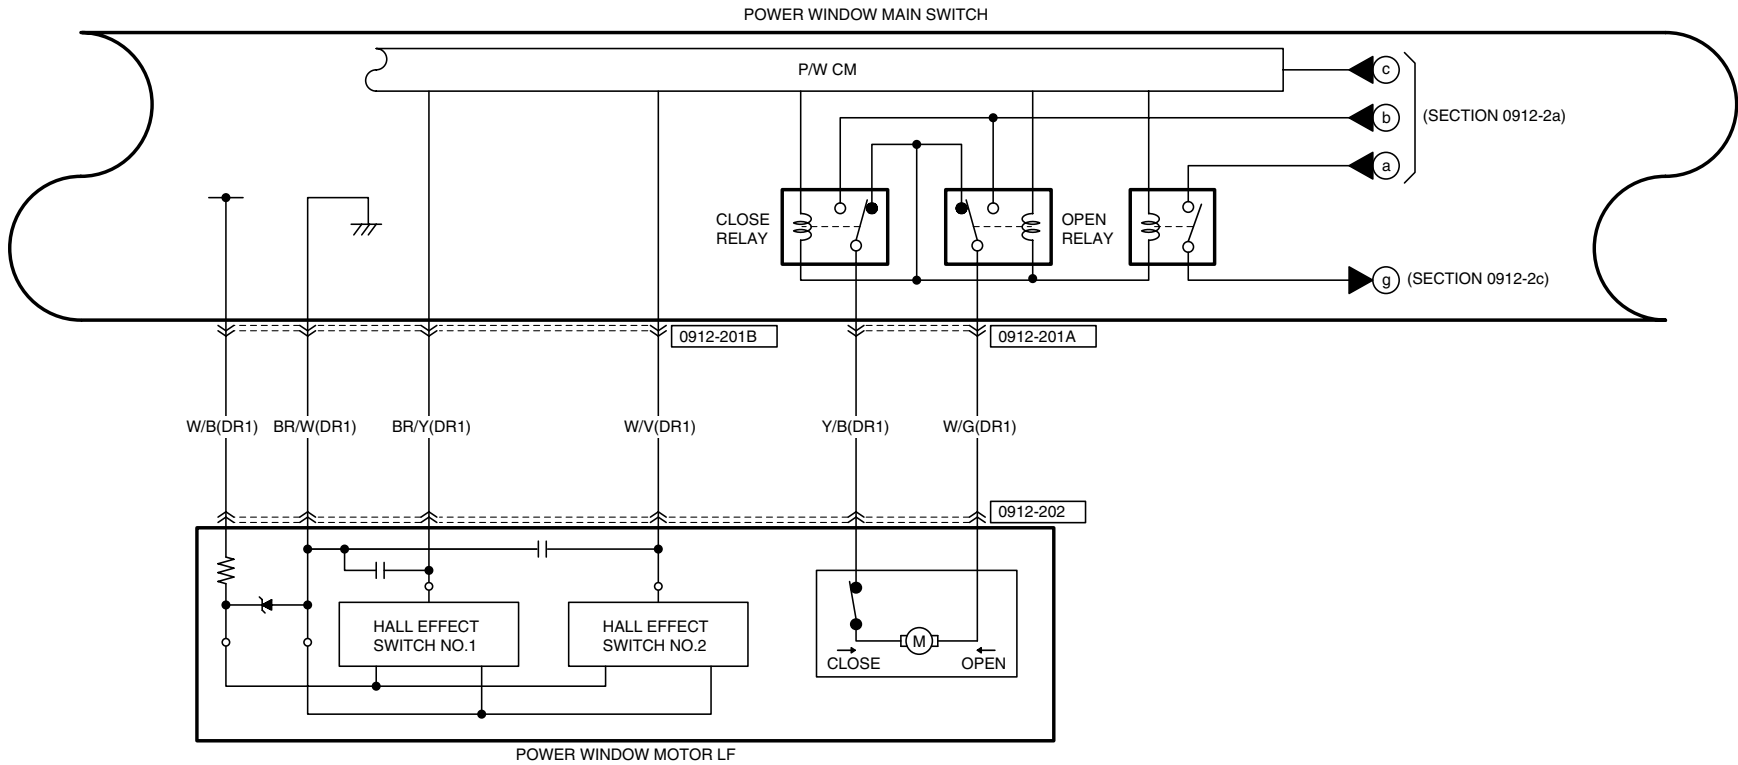 POWER WINDOW MAIN SWITCH
P/W CM
c
b
(SECTION 0912-2a)
a
CLOSE
RELAY
OPEN
RELAY
g
(SECTION 0912-2c)
0912-201B
0912-201A
W/B(DR1)
BR/W(DR1)
BR/Y(DR1)
W/V(DR1)
Y/B(DR1)
W/G(DR1)
0912-202
HALL EFFECT
SWITCH NO.1
HALL EFFECT
SWITCH NO.2
M
CLOSE
OPEN
POWER WINDOW MOTOR LF